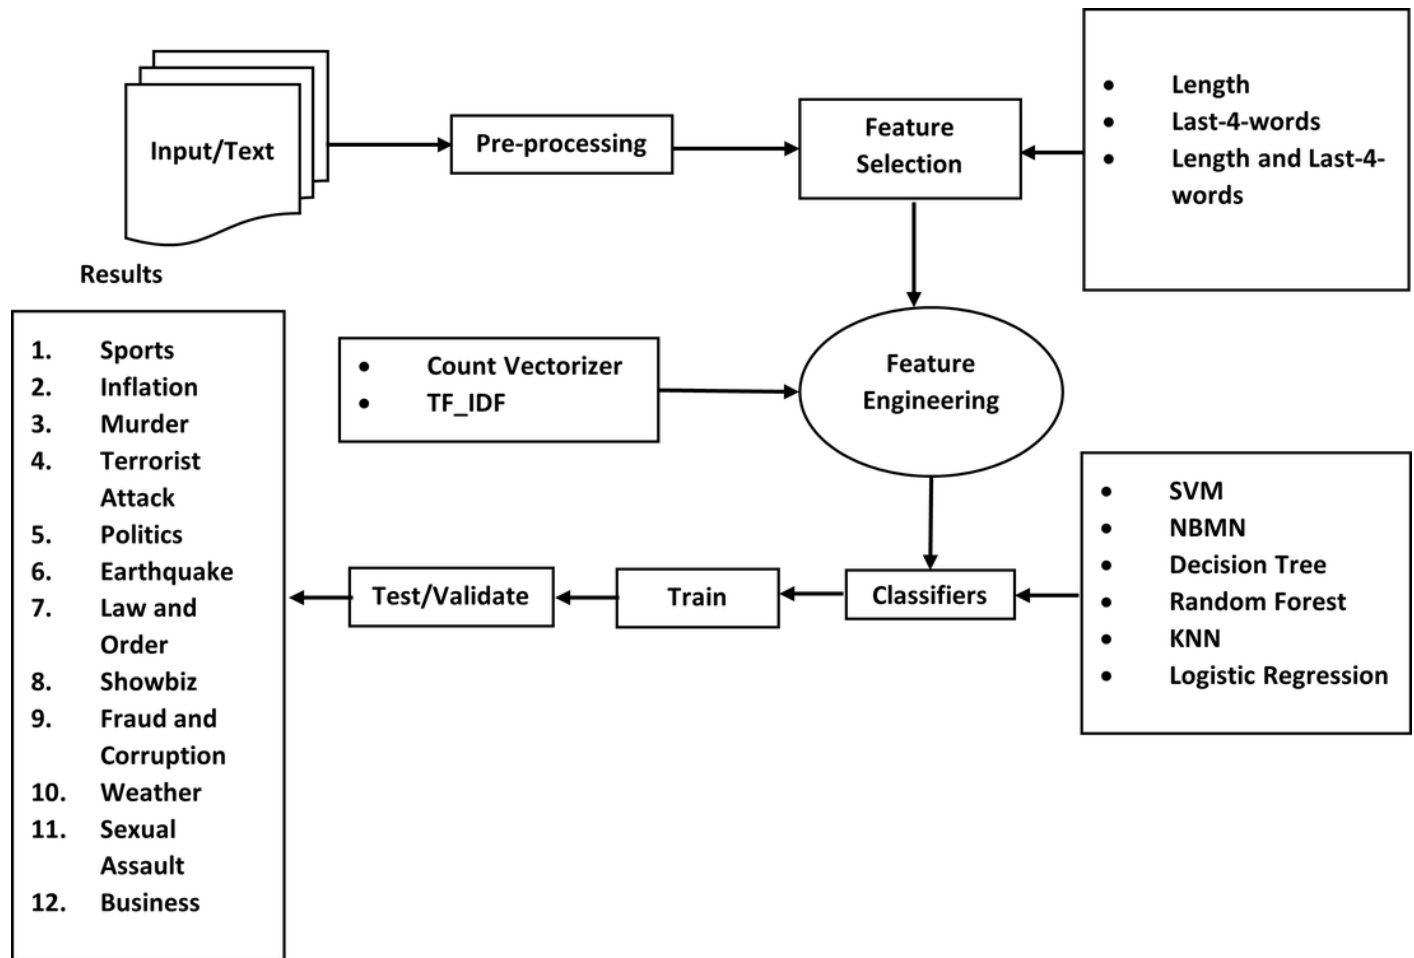 Input/Text
Pre-processing
Feature
Selection
• Length
• Last-4-words
• Length and Last-4-
words
Results
1. Sports
2. Inflation
3. Murder
4. Terrorist
Attack
5. Politics
6. Earthquake
7. Law and
Order
8. Showbiz
9. Fraud and
Corruption
10. Weather
11. Sexual
Assault
12. Business
• Count Vectorizer
• TF_IDF
Feature
Engineering
• SVM
• NBMN
• Decision Tree
• Random Forest
• KNN
• Logistic Regression
Classifiers
Train
Test/Validate